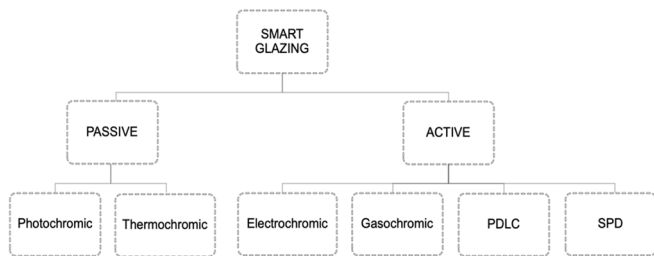 SMART
GLAZING
PASSIVE
ACTIVE
Photochromic
Thermochromic
Electrochromic
Gasochromic
PDLC
SPD